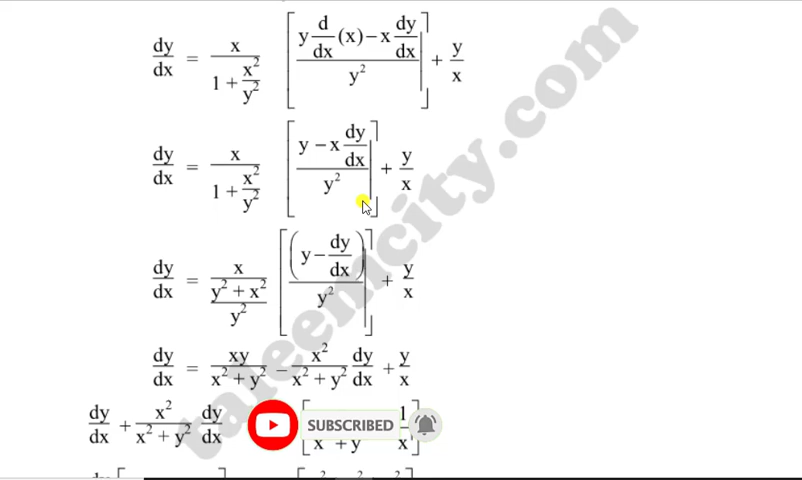 dy/dx = x/(1 + x²/y²) [(y d/dx (x) − x dy/dx)/y²] + y/x
dy/dx = x/(1 + x²/y²) [(y − x dy/dx)/y²] + y/x
dy/dx = x/((y² + x²)/y²) [(y − dy/dx)/y²] + y/x
dy/dx = xy/(x² + y²) − x²/(x² + y²) dy/dx + y/x
dy/dx + x²/(x² + y²) dy/dx [ x + y 1/x ]
SUBSCRIBED
taleemcity.com